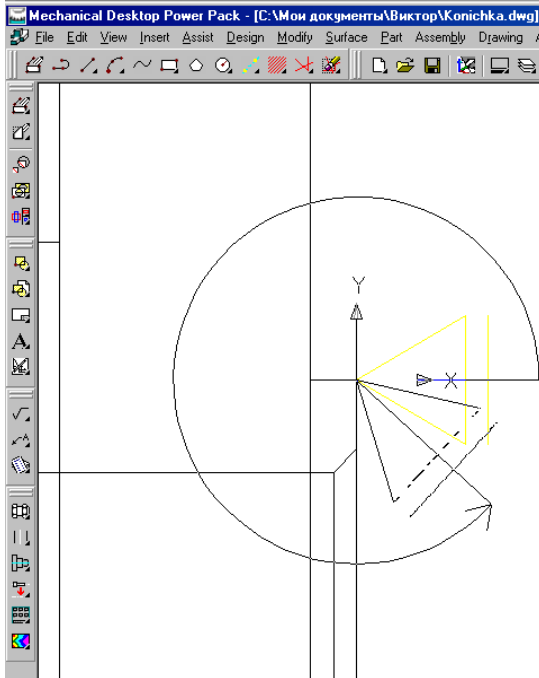 Mechanical Desktop Power Pack - [C:\Мои документы\Виктор\Konichka.dwg]
File Edit View Insert Assist Design Modify Surface Part Assembly Drawing
Y
X